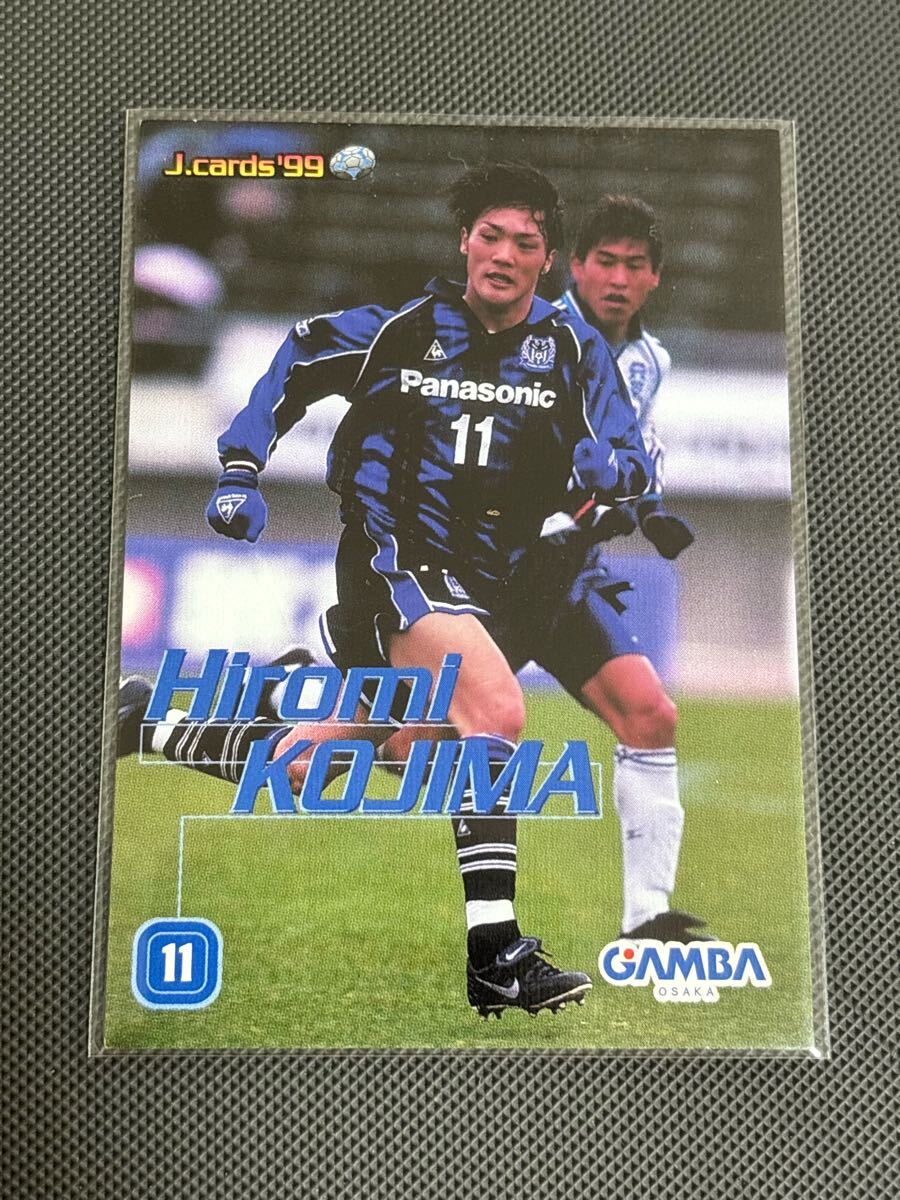 J.cards'99
Panasonic
11
Hiromi
KOJIMA
11
GAMBA
OSAKA